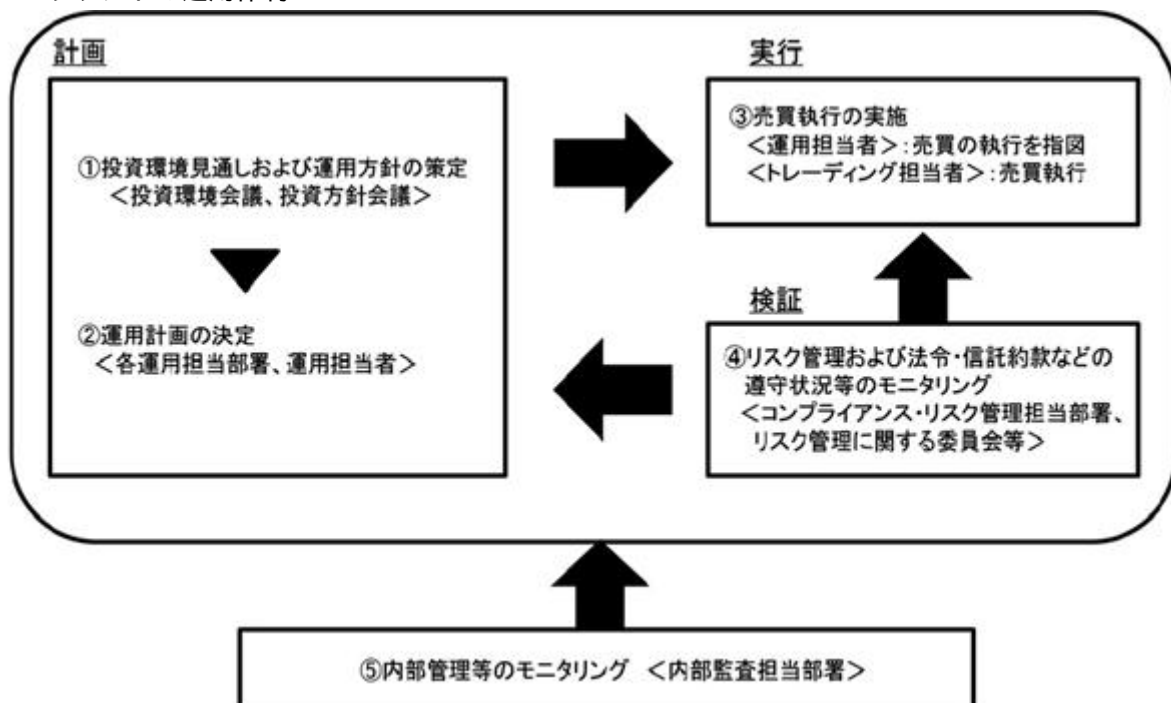 計画
①投資環境見通しおよび運用方針の策定
＜投資環境会議、投資方針会議＞
②運用計画の決定
＜各運用担当部署、運用担当者＞
実行
③売買執行の実施
＜運用担当者＞：売買の執行を指図
＜トレーディング担当者＞：売買執行
検証
④リスク管理および法令・信託約款などの
遵守状況等のモニタリング
＜コンプライアンス・リスク管理担当部署、
リスク管理に関する委員会等＞
⑤内部管理等のモニタリング ＜内部監査担当部署＞